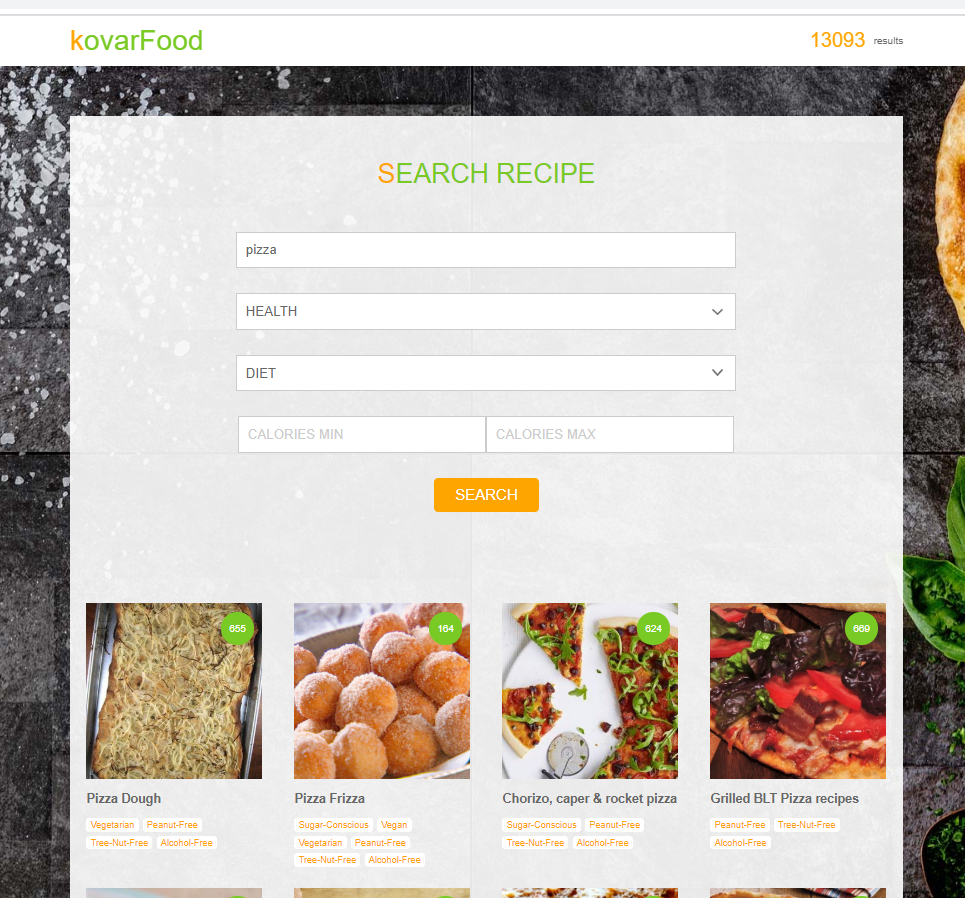 kovarFood
13093 results
SEARCH RECIPE
pizza
HEALTH
DIET
CALORIES MIN CALORIES MAX
SEARCH
655 164 624 669
Pizza Dough
Vegetarian Peanut-Free
Tree-Nut-Free Alcohol-Free
Pizza Frizza
Sugar-Conscious Vegan
Vegetarian Peanut-Free
Tree-Nut-Free Alcohol-Free
Chorizo, caper & rocket pizza
Sugar-Conscious Peanut-Free
Tree-Nut-Free Alcohol-Free
Grilled BLT Pizza recipes
Peanut-Free Tree-Nut-Free
Alcohol-Free